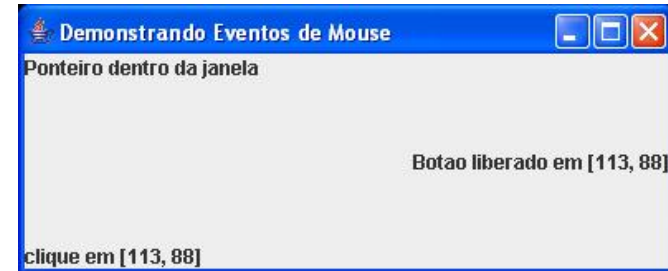 Demonstrando Eventos de Mouse
Ponteiro dentro da janela
Botao liberado em [113, 88]
clique em [113, 88]